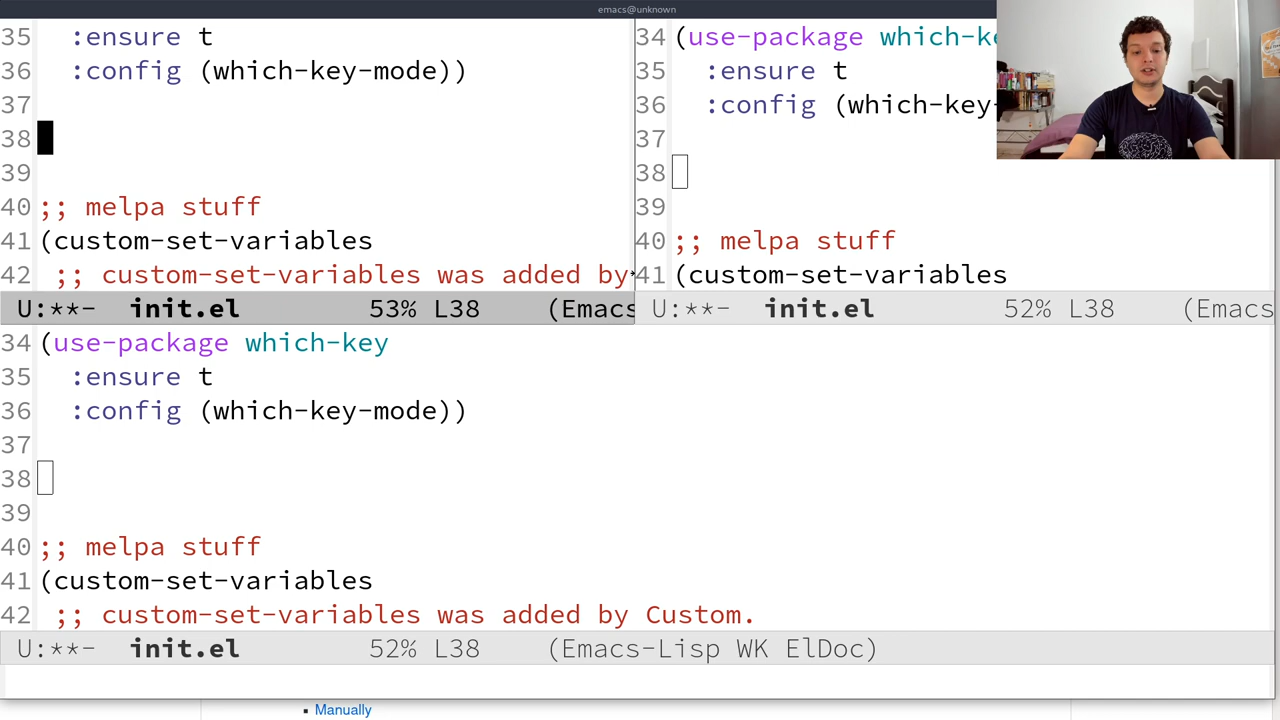 emacs@unknown
35   :ensure t
36   :config (which-key-mode))
37
38
39
40 ;; melpa stuff
41 (custom-set-variables
42  ;; custom-set-variables was added by
U:**-  init.el        53% L38    (Emacs
34 (use-package which-ke
35   :ensure t
36   :config (which-key-
37
38
39
40 ;; melpa stuff
41 (custom-set-variables
U:**-  init.el        52% L38    (Emacs
34 (use-package which-key
35   :ensure t
36   :config (which-key-mode))
37
38
39
40 ;; melpa stuff
41 (custom-set-variables
42  ;; custom-set-variables was added by Custom.
U:**-  init.el        52% L38    (Emacs-Lisp WK ElDoc)
Manually